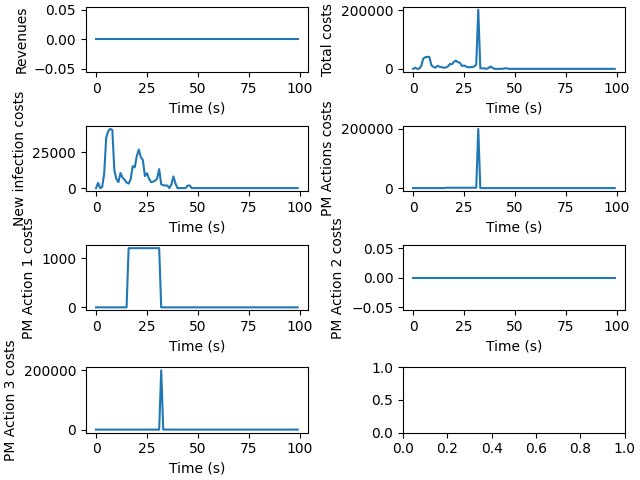 Revenues
0.05
0.00
−0.05
0 25 50 75 100
Time (s)
Total costs
200000
0
0 25 50 75 100
Time (s)
New infection costs
25000
0
0 25 50 75 100
Time (s)
PM Actions costs
200000
0
0 25 50 75 100
Time (s)
PM Action 1 costs
1000
0
0 25 50 75 100
Time (s)
PM Action 2 costs
0.05
0.00
−0.05
0 25 50 75 100
Time (s)
PM Action 3 costs
200000
0
0 25 50 75 100
Time (s)
1.0
0.5
0.0
0.0 0.2 0.4 0.6 0.8 1.0